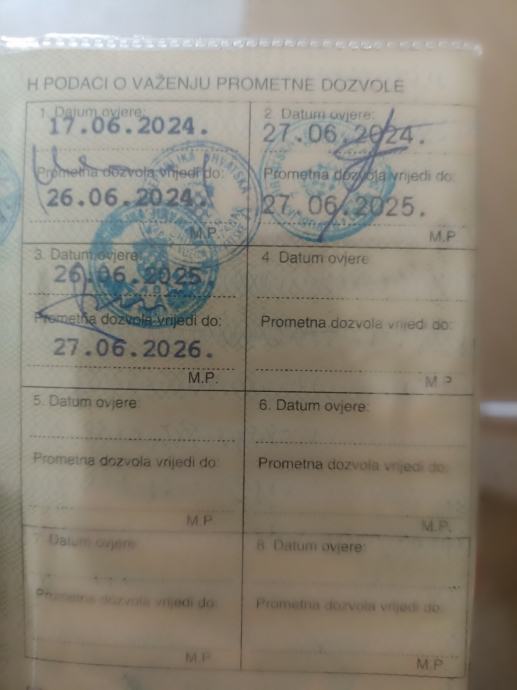 H PODACI O VAŽENJU PROMETNE DOZVOLE
1. Datum ovjere:
17.06.2024.
Prometna dozvola vrijedi do:
26.06.2024.
M.P.
2. Datum ovjere:
27.06.2024.
Prometna dozvola vrijedi do:
27.06.2025.
M.P.
3. Datum ovjere:
26.06.2025
Prometna dozvola vrijedi do:
27.06.2026.
M.P.
4 Datum ovjere
Prometna dozvola vrijedi do:
M.P.
5. Datum ovjere:
Prometna dozvola vrijedi do:
M.P.
6. Datum ovjere:
Prometna dozvola vrijedi do:
M.P.
7. Datum ovjere
Prometna dozvola vrijedi do:
M.P.
8. Datum ovjere:
Prometna dozvola vrijedi do:
M.P.